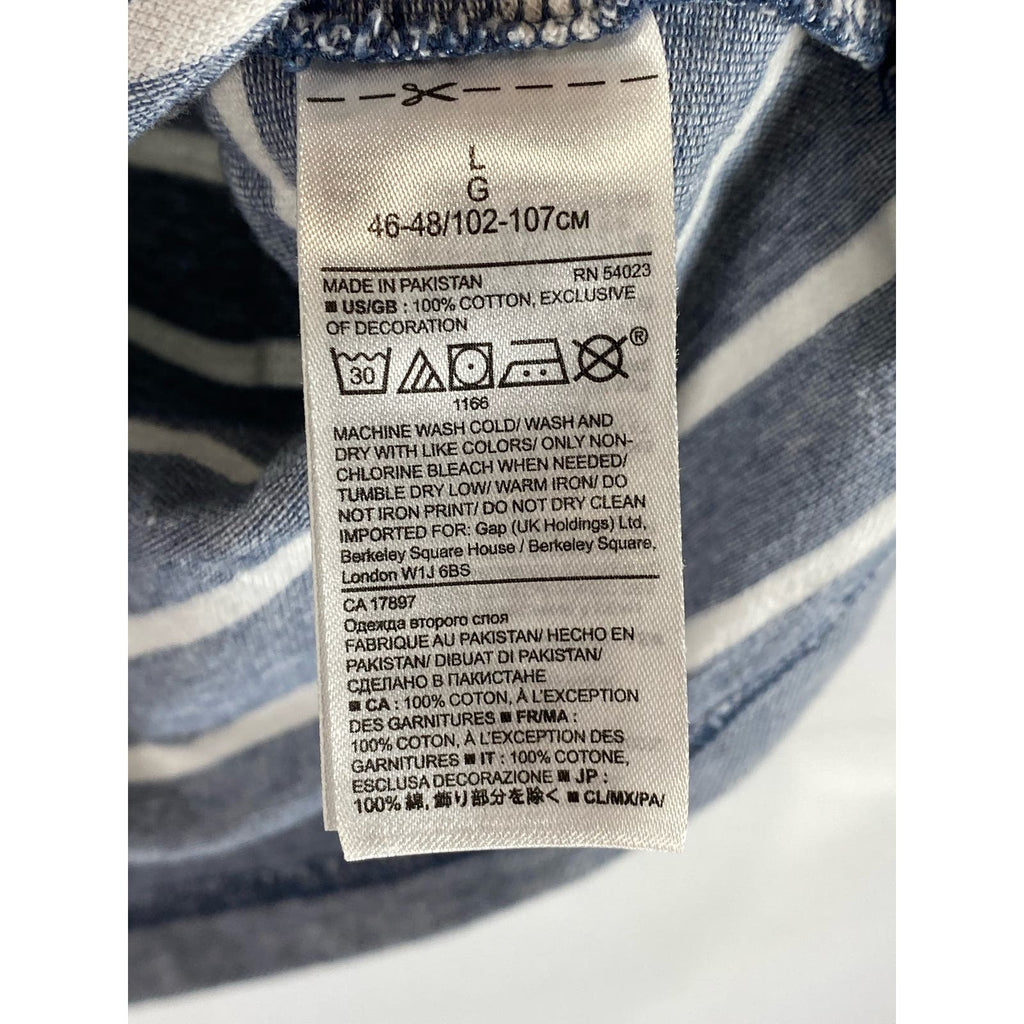 L
G
46-48/102-107CM
MADE IN PAKISTAN RN 54023
■ US/GB : 100% COTTON, EXCLUSIVE
OF DECORATION
30
®
1166
MACHINE WASH COLD/ WASH AND
DRY WITH LIKE COLORS/ ONLY NON-
CHLORINE BLEACH WHEN NEEDED/
TUMBLE DRY LOW/ WARM IRON/ DO
NOT IRON PRINT/ DO NOT DRY CLEAN
IMPORTED FOR: Gap (UK Holdings) Ltd,
Berkeley Square House / Berkeley Square,
London W1J 6BS
CA 17897
Одежда второго слоя
FABRIQUE AU PAKISTAN/ HECHO EN
PAKISTAN/ DIBUAT DI PAKISTAN/
СДЕЛАНО В ПАКИСТАНЕ
■ CA : 100% COTON, À L'EXCEPTION
DES GARNITURES ■ FR/MA :
100% COTON, À L'EXCEPTION DES
GARNITURES ■ IT : 100% COTONE,
ESCLUSA DECORAZIONE ■ JP :
100% 綿, 飾り部分を除く ■ CL/MX/PA/